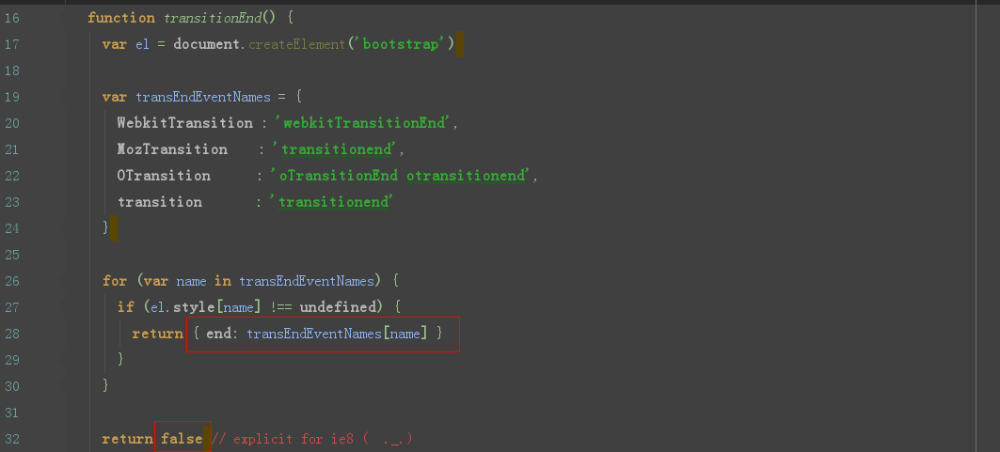 16 function transitionEnd() {
17 var el = document.createElement('bootstrap')
18
19 var transEndEventNames = {
20 WebkitTransition : 'webkitTransitionEnd',
21 MozTransition    : 'transitionend',
22 OTransition      : 'oTransitionEnd otransitionend',
23 transition       : 'transitionend'
24 }
25
26 for (var name in transEndEventNames) {
27 if (el.style[name] !== undefined) {
28 return { end: transEndEventNames[name] }
29 }
30 }
31
32 return false // explicit for ie8 (  ._.)